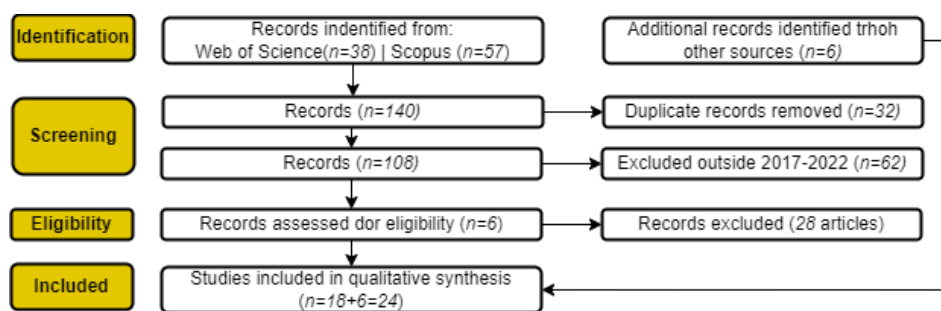 Identification
Records indentified from:
Web of Science(n=38) | Scopus (n=57)
Additional records identified trhoh
other sources (n=6)
Screening
Records (n=140)
Duplicate records removed (n=32)
Records (n=108)
Excluded outside 2017-2022 (n=62)
Eligibility
Records assessed dor eligibility (n=6)
Records excluded (28 articles)
Included
Studies included in qualitative synthesis
(n=18+6=24)